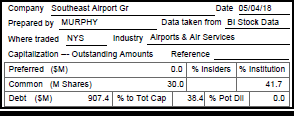 Company Southeast Airport Gr Date 05/04/18
Prepared by MURPHY Data taken from BI Stock Data
Where traded NYS Industry Airports & Air Services
Capitalization --- Outstanding Amounts Reference
Preferred ($M) 0.0 % Insiders % Institution
Common (M Shares) 30.0 41.7
Debt ($M) 907.4 % to Tot Cap 38.4 % Pot Dil 0.0